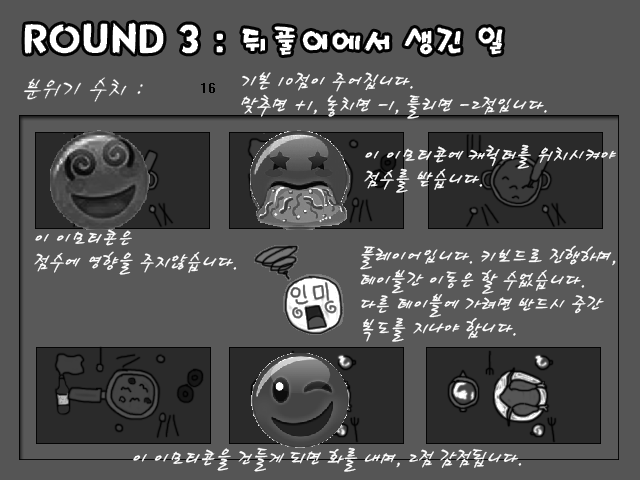 ROUND 3 : 뒤풀이에서 생긴 일
분위기 수치 : 16
기본 10점이 주어집니다.
맞추면 +1, 놓치면 -1, 틀리면 -2점입니다.
이 이모티콘에 캐릭터를 위치시켜야
점수를 받습니다.
이 이모티콘은
점수에 영향을 주지않습니다.
플레이어입니다. 키보드로 진행하며,
테이블간 이동은 할 수없습니다.
다른 테이블에 가려면 반드시 중간
복도를 지나야 합니다.
인마
이 이모티콘을 건들게 되면 화를 내며, 2점 감점됩니다.